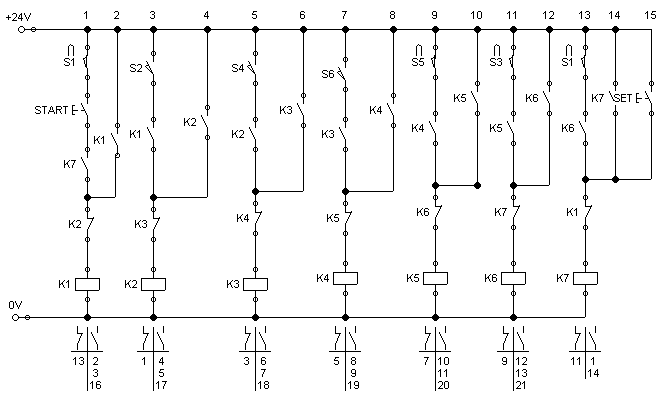 1 2 3 4 5 6 7 8 9 10 11 12 13 14 15
+24V
S1 S2 S4 S6 S5 S3 S1
START K1 K2 K3 K4 K5 K6 K7 SET
K7 K1 K2 K3 K4 K5 K6
K2 K3 K4 K5 K6 K7 K1
K1 K2 K3 K4 K5 K6 K7
0V
13 2 1 4 3 6 5 8 7 10 9 12 11 1
3 5 7 9 11 13 14
16 17 18 19 20 21